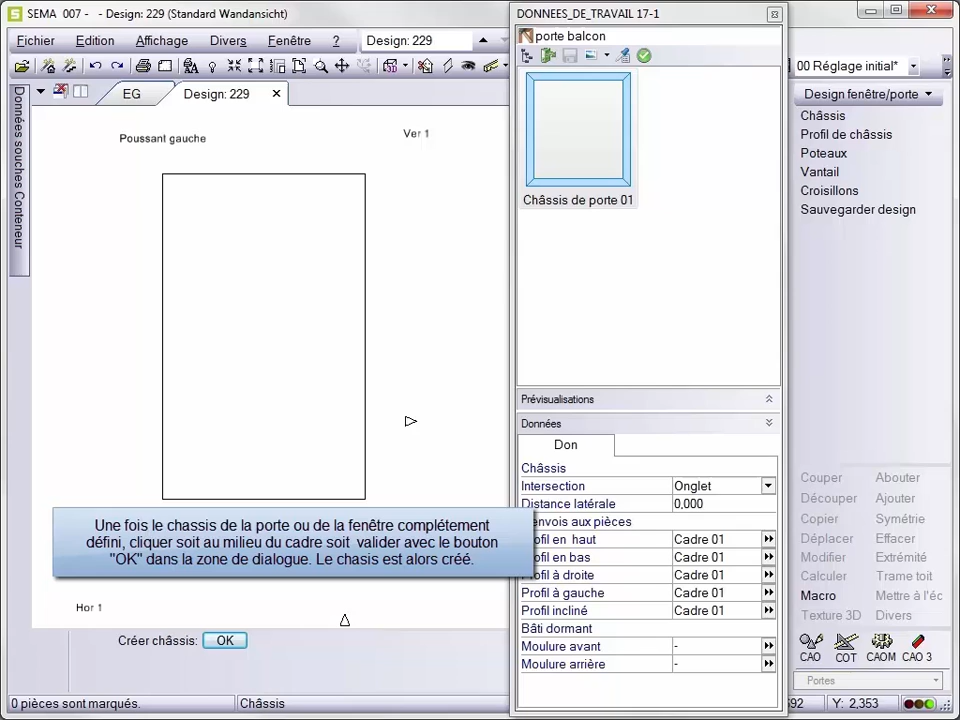 SEMA 007 - - Design: 229 (Standard Wandansicht)
Fichier Edition Affichage Divers Fenêtre ? Design: 229
EG Design: 229
Données souches Conteneur
Poussant gauche
Ver 1
Une fois le chassis de la porte ou de la fenêtre complétement
défini, cliquer soit au milieu du cadre soit valider avec le bouton
"OK" dans la zone de dialogue. Le chasis est alors créé.
Hor 1
Créer châssis: OK
0 pièces sont marqués. Châssis
DONNEES_DE_TRAVAIL 17-1
porte balcon
Châssis de porte 01
Prévisualisations
Données
Don
Châssis
Intersection Onglet
Distance latérale 0,000
envois aux pièces
ofil en haut Cadre 01
ofil en bas Cadre 01
ofil à droite Cadre 01
Profil à gauche Cadre 01
Profil incliné Cadre 01
Bâti dormant
Moulure avant -
Moulure arrière -
00 Réglage initial*
Design fenêtre/porte
Châssis
Profil de châssis
Poteaux
Vantail
Croisillons
Sauvegarder design
Couper Abouter
Découper Ajouter
Copier Symétrie
Déplacer Effacer
Modifier Extrémité
Calculer Trame toit
Macro Mettre à l'éc
Texture 3D Divers
CAO COT CAOM CAO 3
Portes
592 Y: 2,353